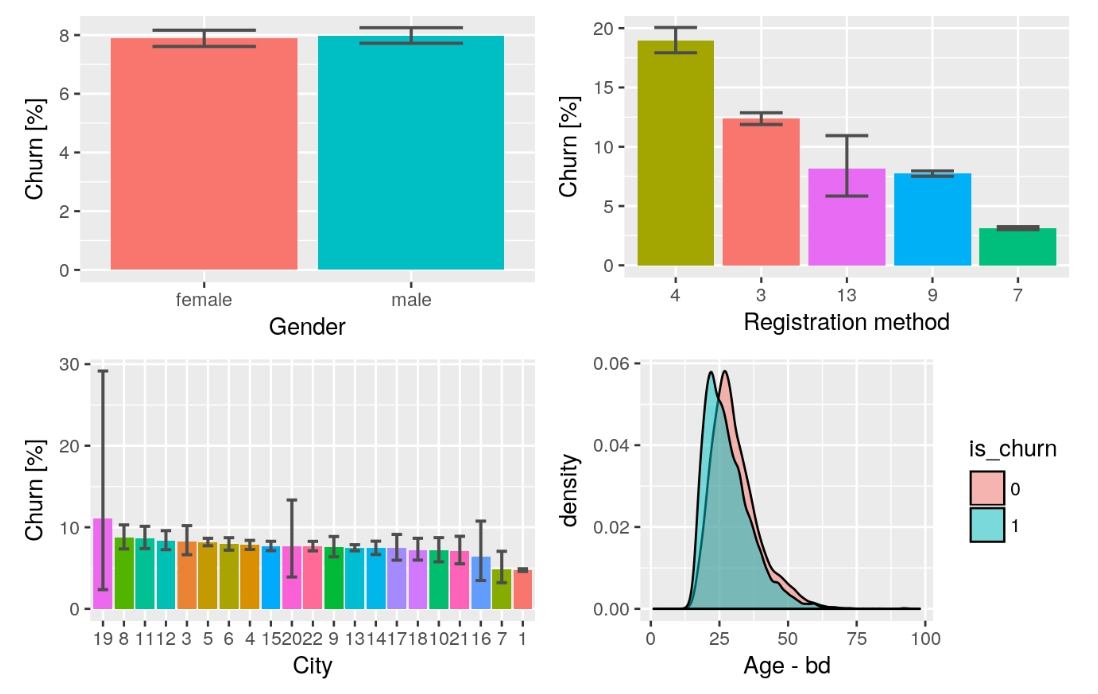 Churn [%]
8
6
4
2
0
female male
Gender
Churn [%]
20
15
10
5
0
4 3 13 9 7
Registration method
Churn [%]
30
20
10
0
19 8 11 12 3 5 6 4 15 20 22 9 13 14 17 18 10 21 16 7 1
City
density
0.06
0.04
0.02
0.00
0 25 50 75 100
Age - bd
is_churn
0
1